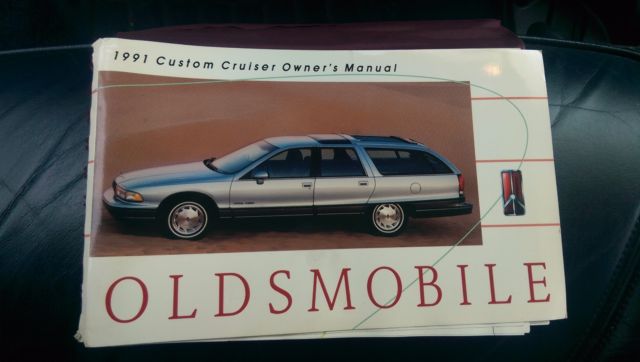 1991 Custom Cruiser Owner's Manual
OLDSMOBILE